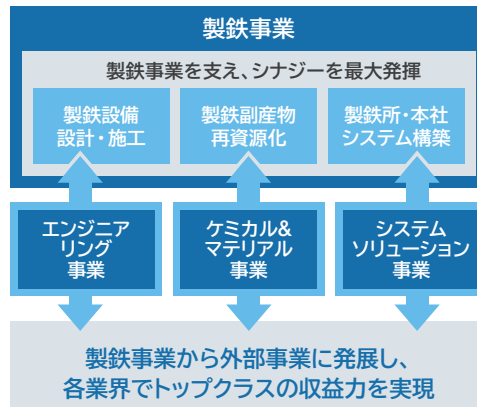 製鉄事業
製鉄事業を支え、シナジーを最大発揮
製鉄設備
設計・施工
製鉄副産物
再資源化
製鉄所・本社
システム構築
エンジニア
リング
事業
ケミカル&
マテリアル
事業
システム
ソリューション
事業
製鉄事業から外部事業に発展し、
各業界でトップクラスの収益力を実現